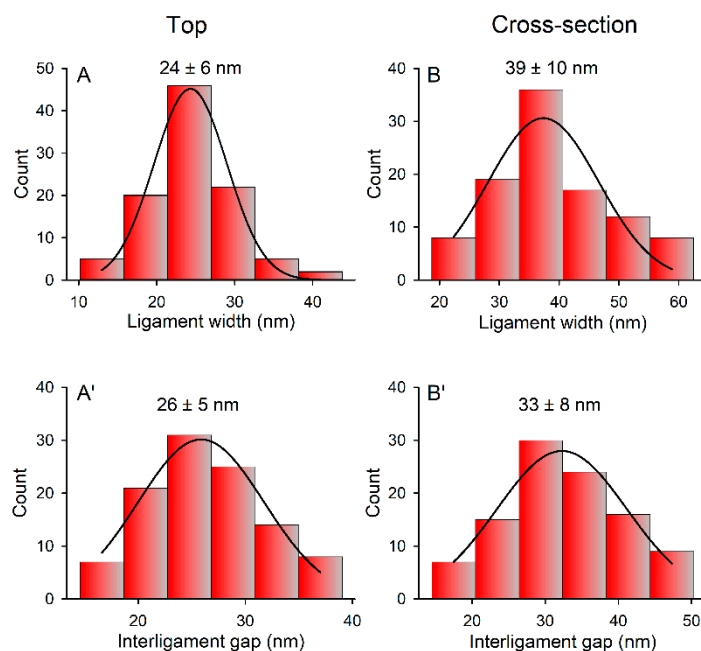 Top
Cross-section
A
24 ± 6 nm
50
40
30
20
10
0
Count
10 20 30 40
Ligament width (nm)
B
39 ± 10 nm
40
30
20
10
0
Count
20 30 40 50 60
Ligament width (nm)
A'
26 ± 5 nm
40
30
20
10
0
Count
20 30 40
Interligament gap (nm)
B'
33 ± 8 nm
40
30
20
10
0
Count
20 30 40 50
Interligament gap (nm)